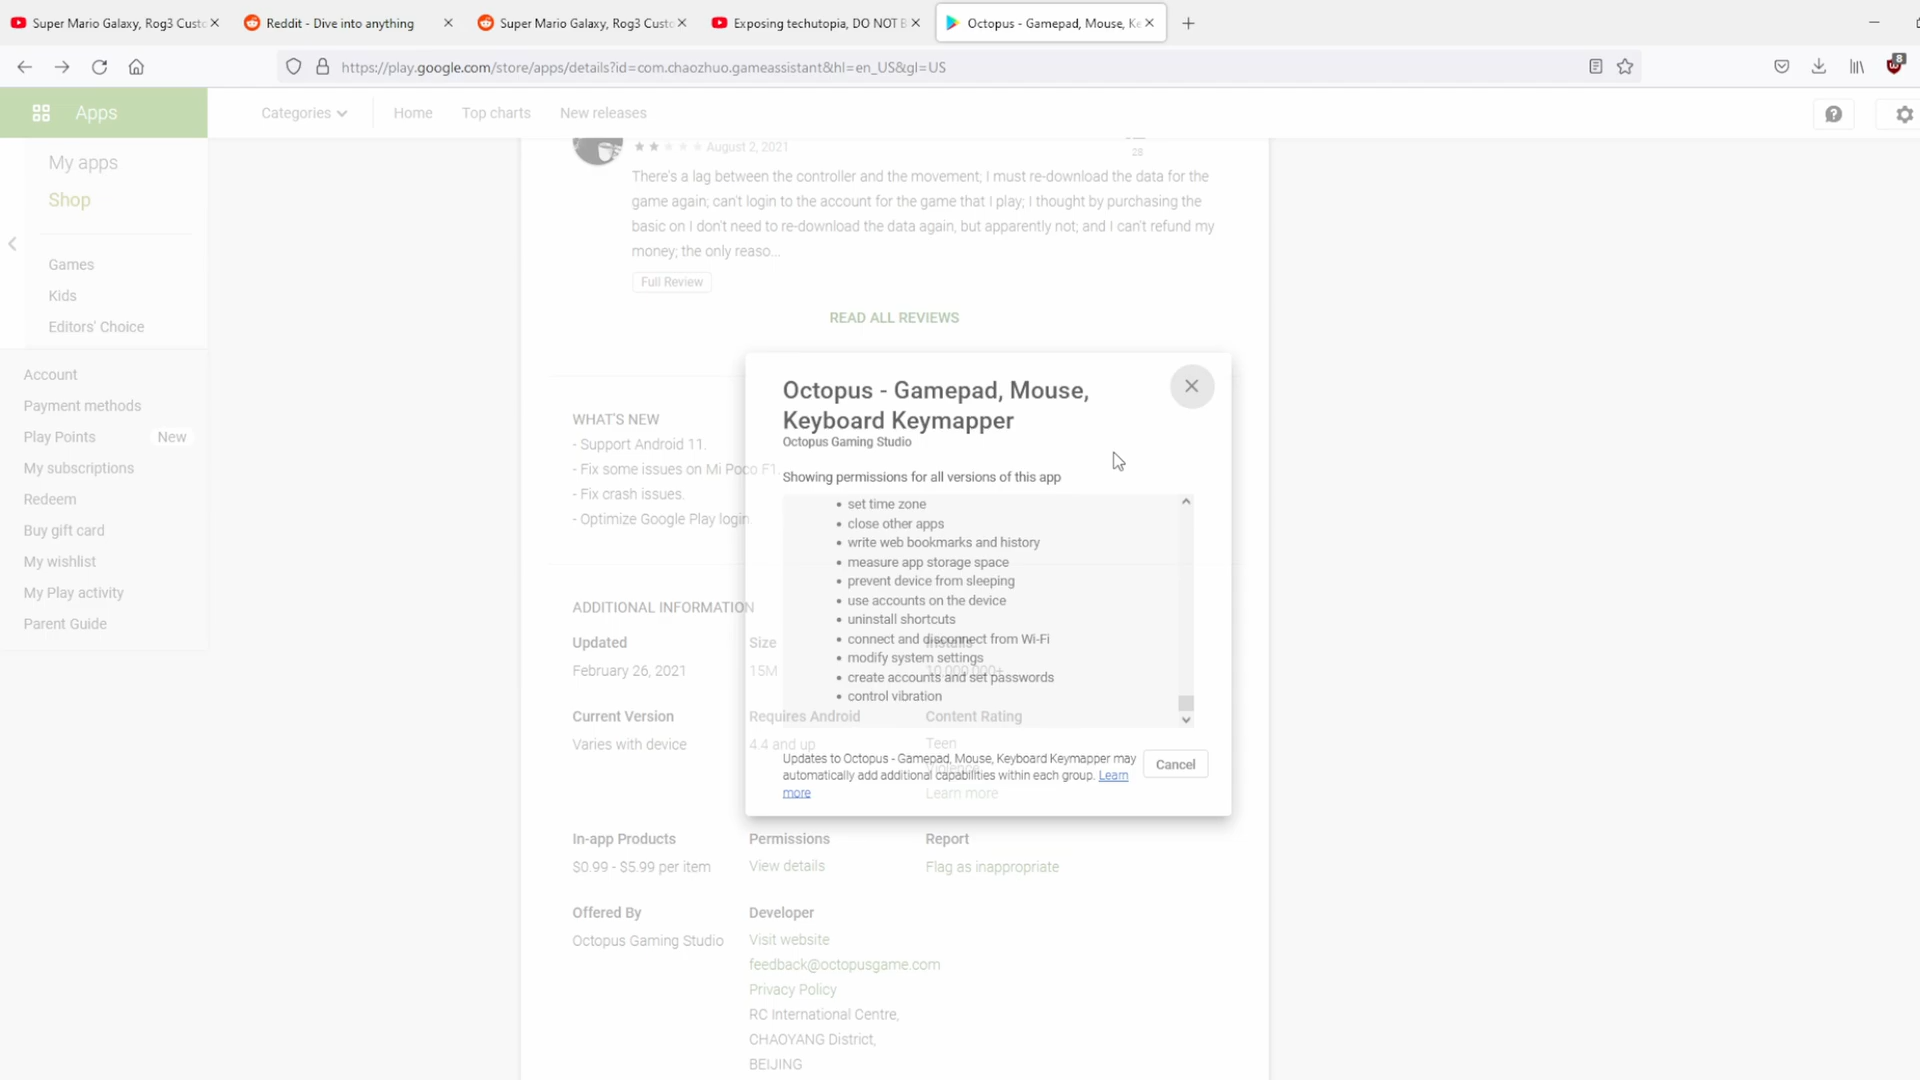 Super Mario Galaxy, Rog3 Custo
Reddit - Dive into anything
Super Mario Galaxy, Rog3 Custo
Exposing techutopia, DO NOT B
Octopus - Gamepad, Mouse, Ke
https://play.google.com/store/apps/details?id=com.chaozhuo.gameassistant&hl=en_US&gl=US
8
Apps
Categories
Home
Top charts
New releases
My apps
Shop
Games
Kids
Editors' Choice
Account
Payment methods
Play Points New
My subscriptions
Redeem
Buy gift card
My wishlist
My Play activity
Parent Guide
August 2, 2021
28
There's a lag between the controller and the movement; I must re-download the data for the
game again; can't login to the account for the game that I play; I thought by purchasing the
basic on I don't need to re-download the data again, but apparently not; and I can't refund my
money; the only reaso...
Full Review
READ ALL REVIEWS
WHAT'S NEW
- Support Android 11.
- Fix some issues on Mi Poco F1.
- Fix crash issues.
- Optimize Google Play login.
Octopus - Gamepad, Mouse,
Keyboard Keymapper
Octopus Gaming Studio
Showing permissions for all versions of this app
• set time zone
• close other apps
• write web bookmarks and history
• measure app storage space
• prevent device from sleeping
• use accounts on the device
• uninstall shortcuts
• connect and disconnect from Wi-Fi
• modify system settings
• create accounts and set passwords
• control vibration
Updates to Octopus - Gamepad, Mouse, Keyboard Keymapper may
automatically add additional capabilities within each group. Learn
more
Cancel
ADDITIONAL INFORMATION
Updated
February 26, 2021
Size
15M
Installs
10,000,000+
Current Version
Varies with device
Requires Android
4.4 and up
Content Rating
Teen
Violence
Learn more
In-app Products
$0.99 - $5.99 per item
Permissions
View details
Report
Flag as inappropriate
Offered By
Octopus Gaming Studio
Developer
Visit website
feedback@octopusgame.com
Privacy Policy
RC International Centre,
CHAOYANG District,
BEIJING